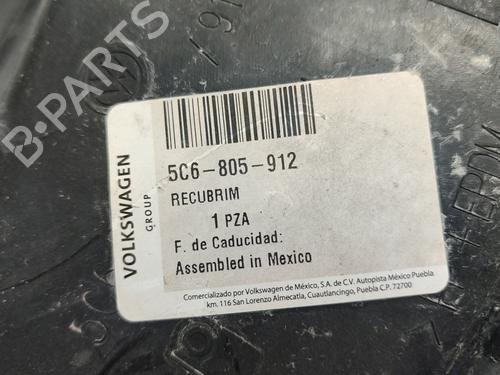 B-PARTS
VOLKSWAGEN
GROUP
5C6-805-912
RECUBRIM
1 PZA
F. de Caducidad:
Assembled in Mexico
Comercializado por Volkswagen de México, S.A. de C.V. Autopista México Puebla
km. 116 San Lorenzo Almecatla, Cuautlancingo, Puebla C.P. 72700
EPDM